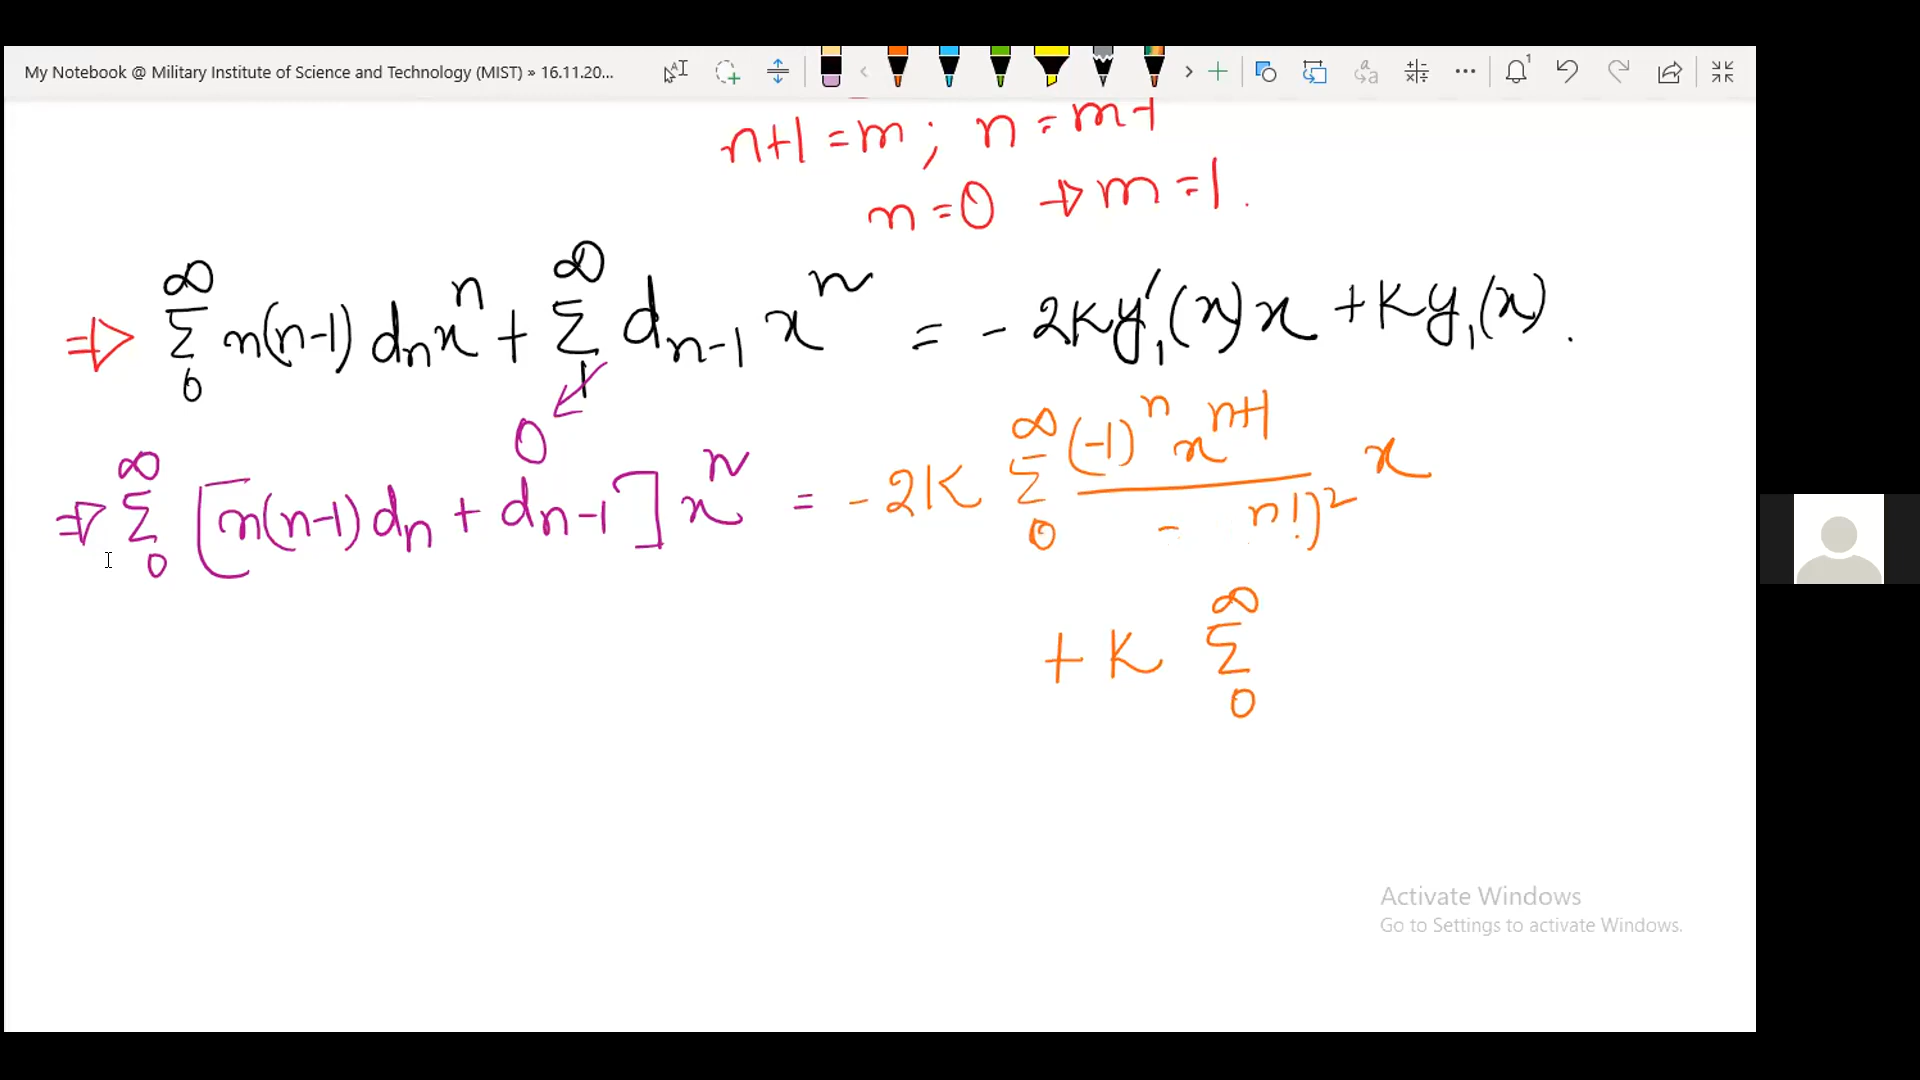 My Notebook @ Military Institute of Science and Technology (MIST) » 16.11.20...
n+1 = m ; n = m-1
n = 0 → m = 1 .
⇒ ∞ Σ 0 n(n-1) dₙ xⁿ + ∞ Σ 1 dₙ₋₁ xⁿ = - 2K y₁′(x) x + K y₁(x) .
0
⇒ ∞ Σ 0 [n(n-1) dₙ + dₙ₋₁] xⁿ = - 2K ∞ Σ 0 (-1)ⁿ xⁿ⁺¹ / n!)² x
+ K ∞ Σ 0
Activate Windows
Go to Settings to activate Windows.